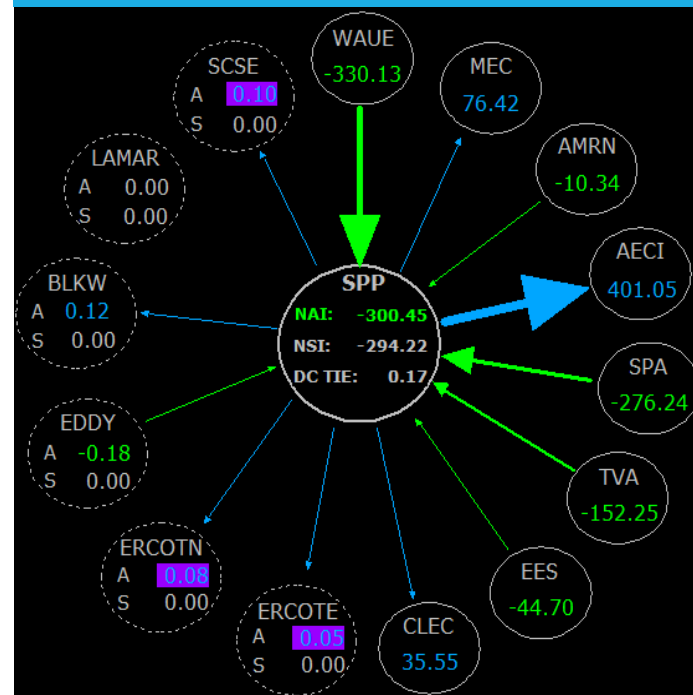 WAUE
-330.13
MEC
76.42
AMRN
-10.34
AECI
401.05
SPA
-276.24
TVA
-152.25
EES
-44.70
CLEC
35.55
ERCOTE
A 0.05
S 0.00
ERCOTN
A 0.08
S 0.00
EDDY
A -0.18
S 0.00
BLKW
A 0.12
S 0.00
LAMAR
A 0.00
S 0.00
SCSE
A 0.10
S 0.00
SPP
NAI: -300.45
NSI: -294.22
DC TIE: 0.17